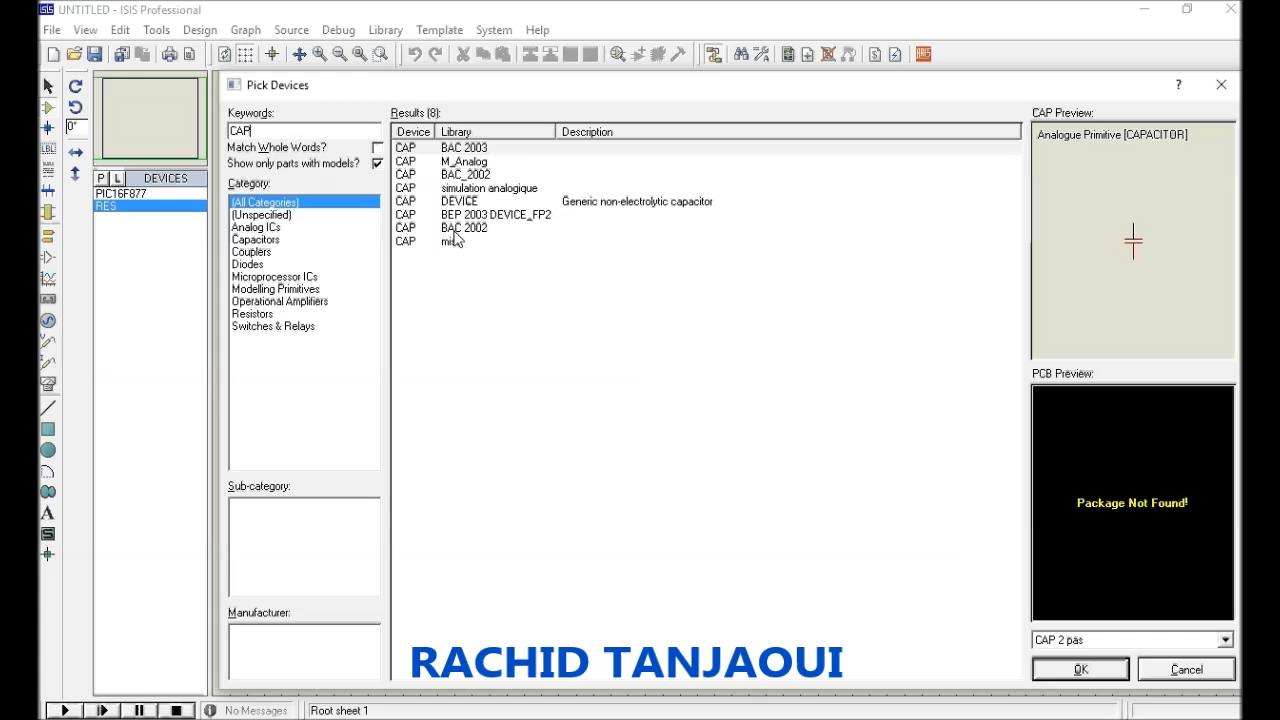 UNTITLED - ISIS Professional
File View Edit Tools Design Graph Source Debug Library Template System Help
Pick Devices
Keywords:
CAP
Match Whole Words?
Show only parts with models?
Category:
(All Categories)
(Unspecified)
Analog ICs
Capacitors
Couplers
Diodes
Microprocessor ICs
Modelling Primitives
Operational Amplifiers
Resistors
Switches & Relays
Sub-category:
Manufacturer:
Results (8):
Device Library Description
CAP BAC 2003
CAP M_Analog
CAP BAC_2002
CAP simulation analogique
CAP DEVICE Generic non-electrolytic capacitor
CAP BEP 2003 DEVICE_FP2
CAP BAC 2002
CAP
CAP Preview:
Analogue Primitive [CAPACITOR]
PCB Preview:
Package Not Found!
CAP 2 pas
OK Cancel
0°
LBL
P L DEVICES
PIC16F877
RES
A
S
RACHID TANJAOUI
No Messages Root sheet 1